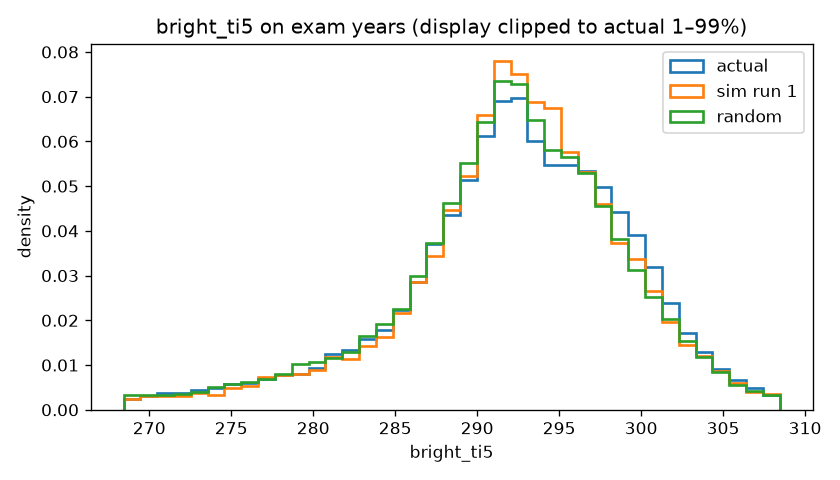 bright_ti5 on exam years (display clipped to actual 1–99%)
actual
sim run 1
random
density
0.08
0.07
0.06
0.05
0.04
0.03
0.02
0.01
0.00
270 275 280 285 290 295 300 305 310
bright_ti5